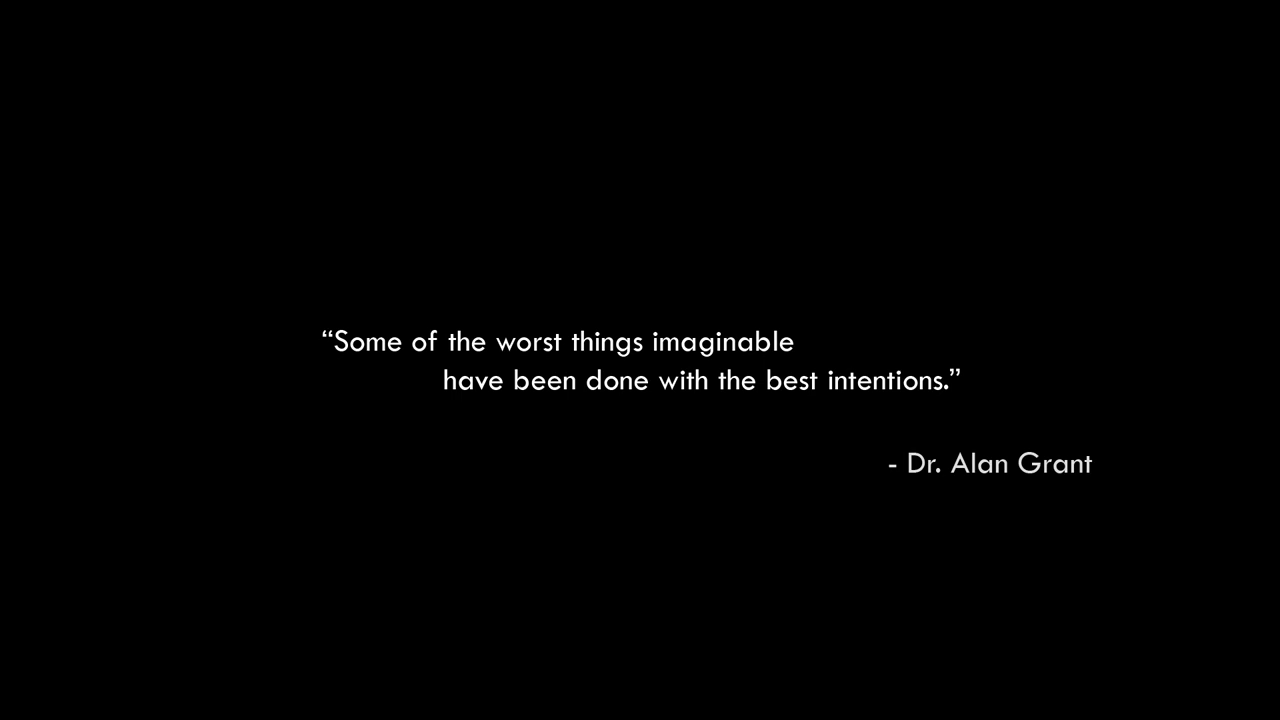 “Some of the worst things imaginable
have been done with the best intentions.”
- Dr. Alan Grant